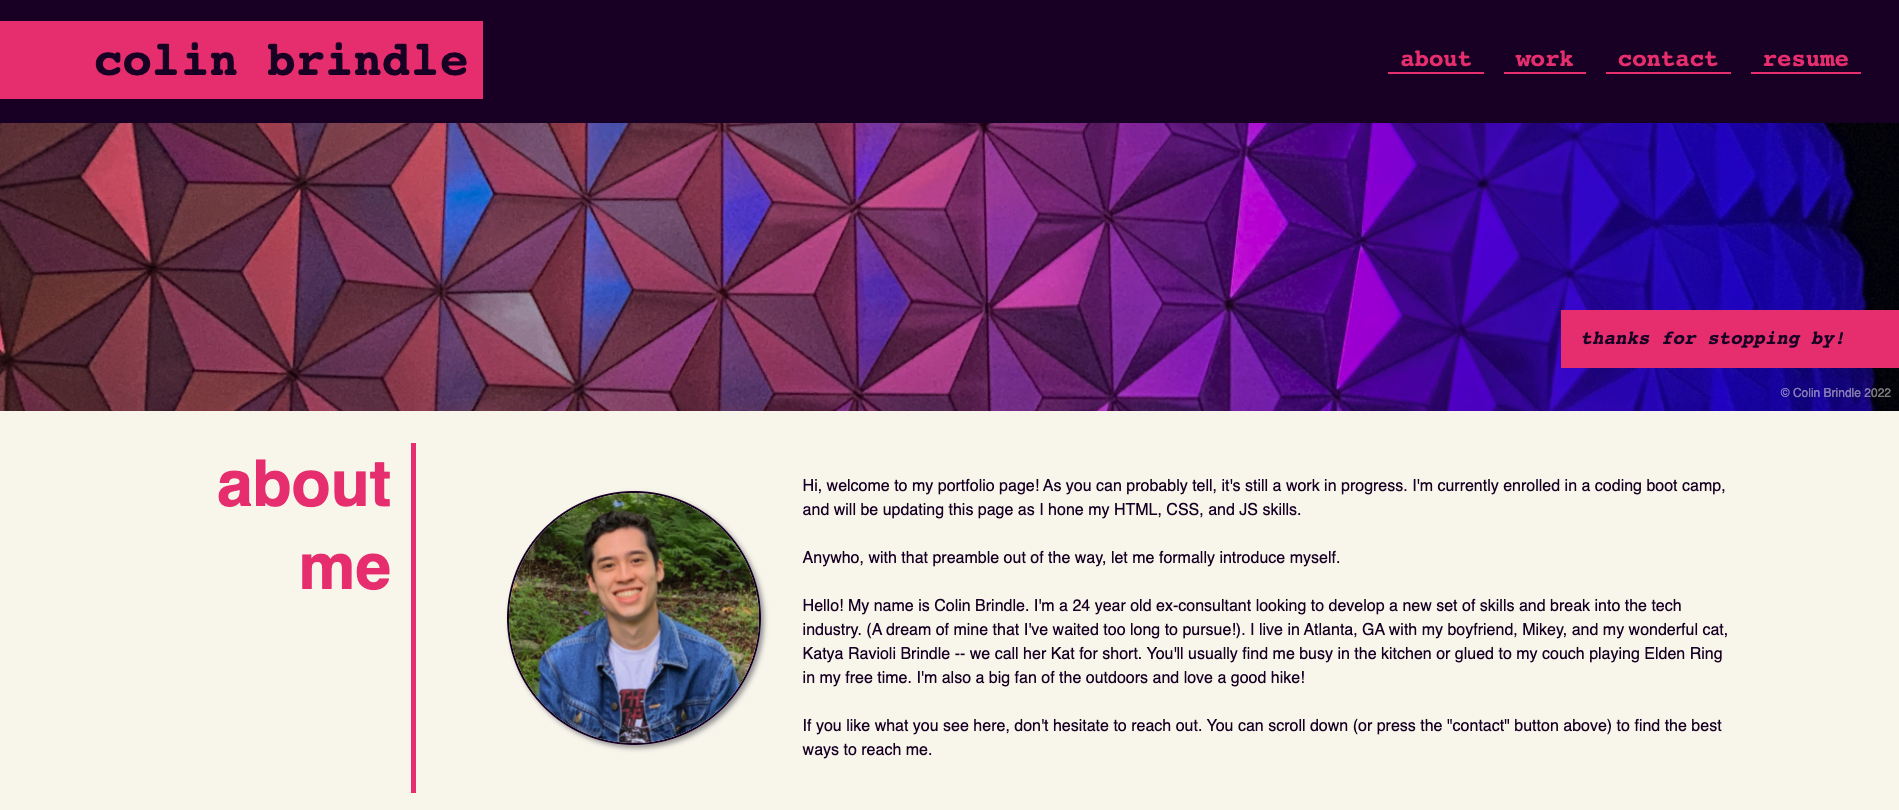 colin brindle
about work contact resume
thanks for stopping by!
© Colin Brindle 2022
about
me
Hi, welcome to my portfolio page! As you can probably tell, it's still a work in progress. I'm currently enrolled in a coding boot camp,
and will be updating this page as I hone my HTML, CSS, and JS skills.
Anywho, with that preamble out of the way, let me formally introduce myself.
Hello! My name is Colin Brindle. I'm a 24 year old ex-consultant looking to develop a new set of skills and break into the tech
industry. (A dream of mine that I've waited too long to pursue!). I live in Atlanta, GA with my boyfriend, Mikey, and my wonderful cat,
Katya Ravioli Brindle -- we call her Kat for short. You'll usually find me busy in the kitchen or glued to my couch playing Elden Ring
in my free time. I'm also a big fan of the outdoors and love a good hike!
If you like what you see here, don't hesitate to reach out. You can scroll down (or press the "contact" button above) to find the best
ways to reach me.